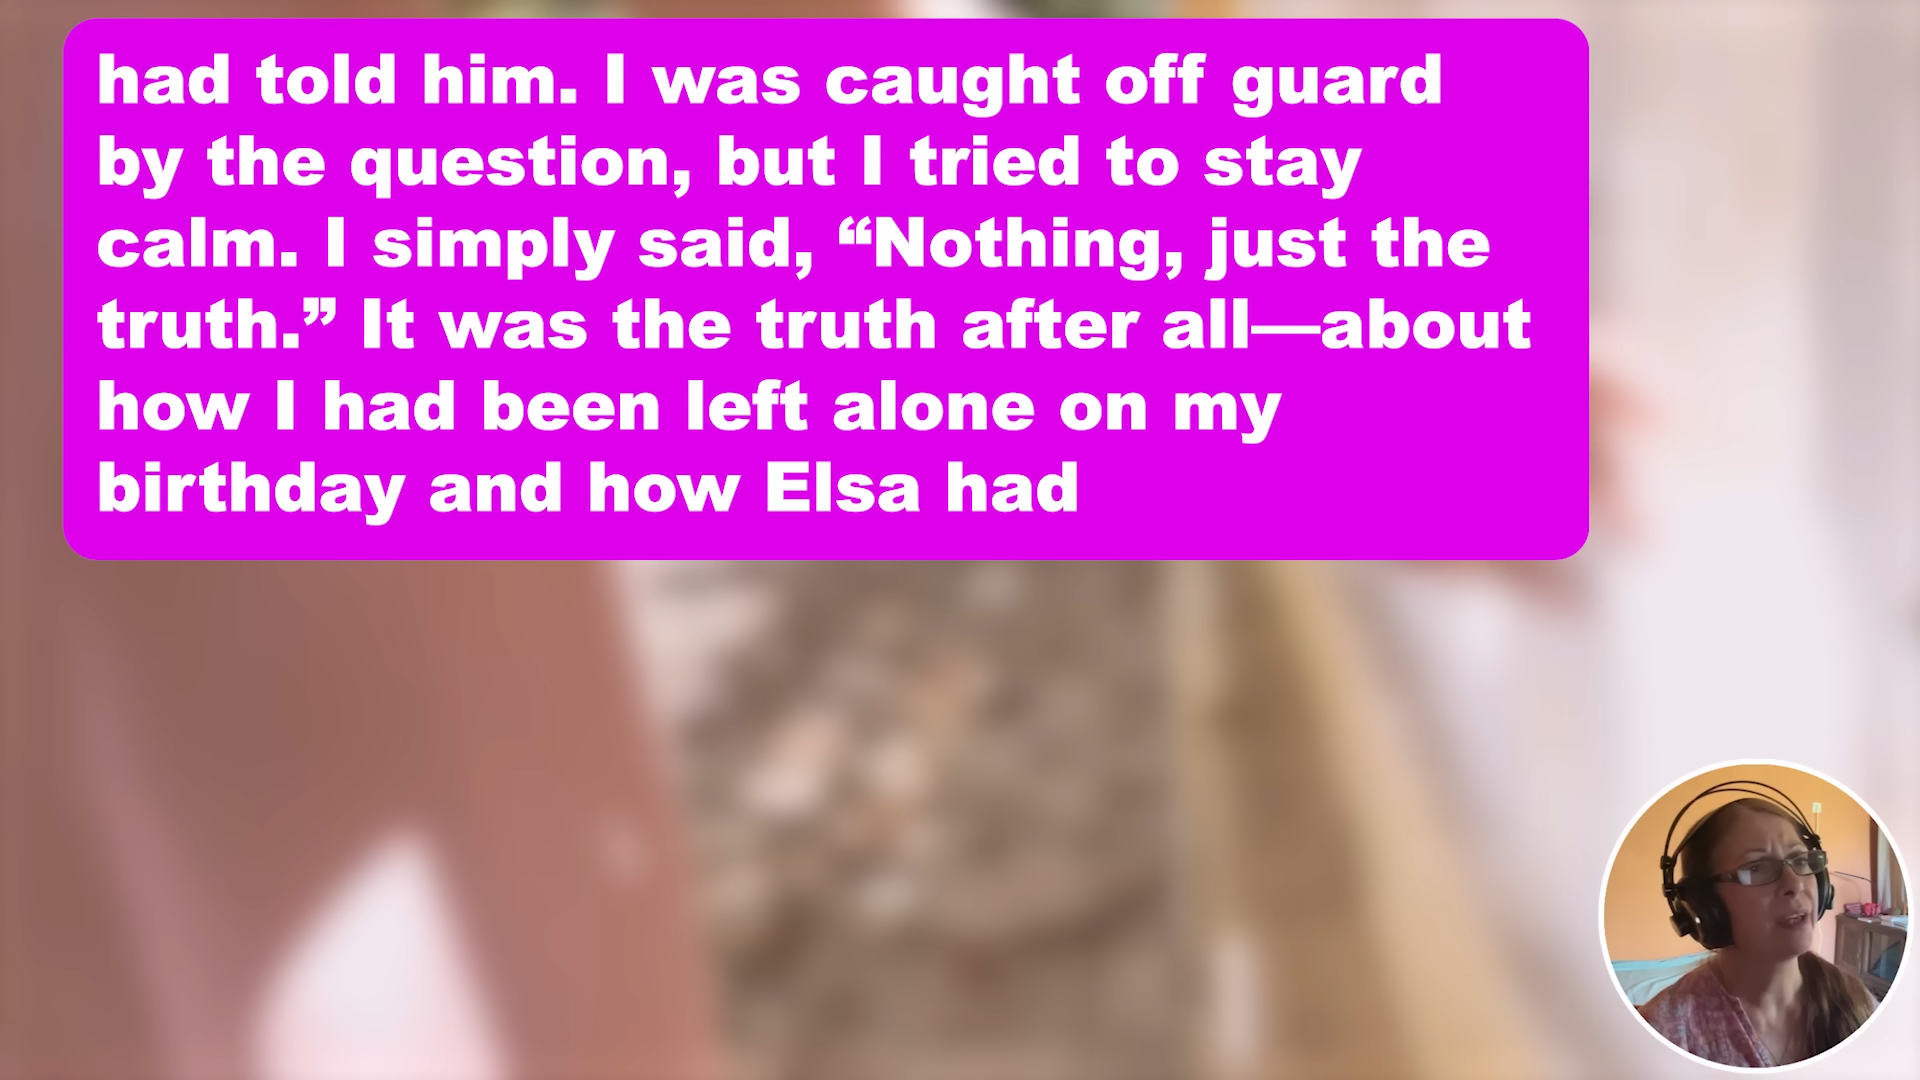 had told him. I was caught off guard
by the question, but I tried to stay
calm. I simply said, “Nothing, just the
truth.” It was the truth after all—about
how I had been left alone on my
birthday and how Elsa had